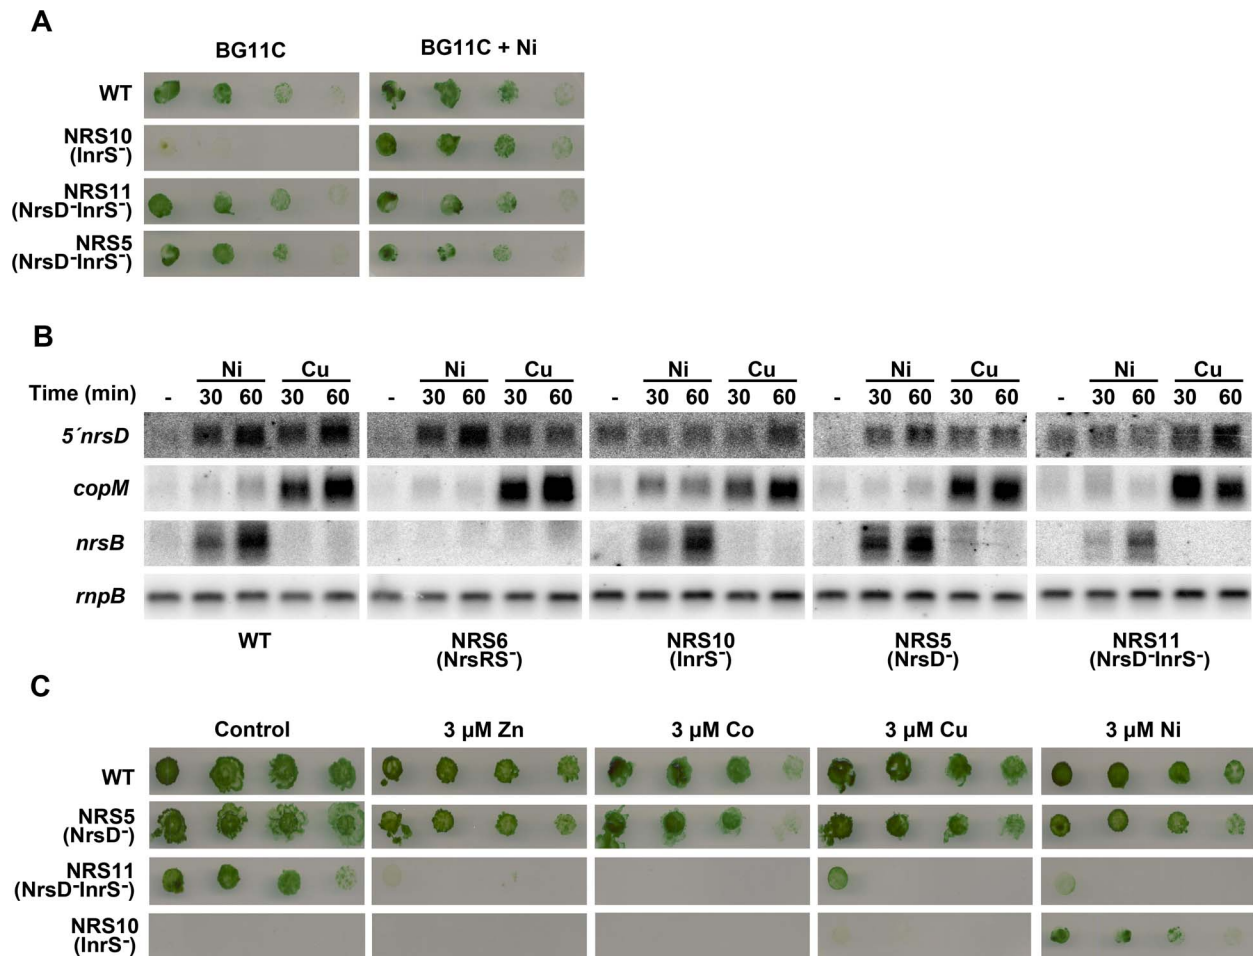 A
BG11C BG11C + Ni
WT
NRS10
(InrS-)
NRS11
(NrsD-InrS-)
NRS5
(NrsD-InrS-)
B
Ni Cu Ni Cu Ni Cu Ni Cu Ni Cu
Time (min) - 30 60 30 60 - 30 60 30 60 - 30 60 30 60 - 30 60 30 60 - 30 60 30 60
5´nrsD
copM
nrsB
rnpB
WT NRS6 NRS10 NRS5 NRS11
(NrsRS-) (InrS-) (NrsD-) (NrsD-InrS-)
C
Control 3 µM Zn 3 µM Co 3 µM Cu 3 µM Ni
WT
NRS5
(NrsD-)
NRS11
(NrsD-InrS-)
NRS10
(InrS-)